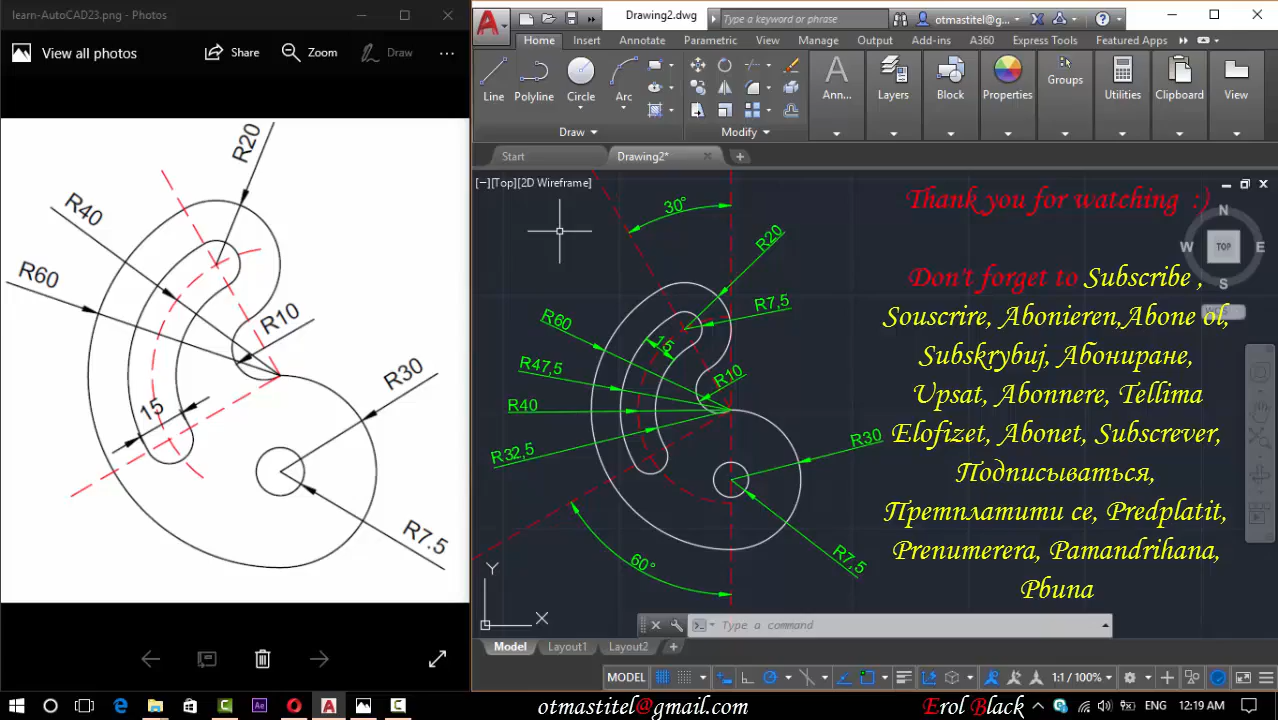 learn-AutoCAD23.png - Photos
View all photos
Share
Zoom
Draw
R20
R40
R60
R10
R30
15
R7.5
Drawing2.dwg
Type a keyword or phrase
otmastitel@g...
Home
Insert
Annotate
Parametric
View
Manage
Output
Add-ins
A360
Express Tools
Featured Apps
Line
Polyline
Circle
Arc
Draw
Modify
Ann...
Layers
Block
Properties
Groups
Utilities
Clipboard
View
Start
Drawing2*
[−][Top][2D Wireframe]
30°
R20
R7,5
R60
15
R47,5
R10
R40
R32,5
R30
60°
R7,5
Y
X
Thank you for watching :)
Don't forget to Subscribe ,
Souscrire, Abonieren,Abone ol,
Subskrybuj, Абониране,
Upsat, Abonnere, Tellima
Elofizet, Abonet, Subscrever,
Подписываться,
Претплатити се, Predplatit,
Prenumerera, Pamandrihana,
Pbuna
N
W
TOP
E
S
Type a command
Model
Layout1
Layout2
MODEL
1:1 / 100%
otmastitel@gmail.com
Erol Black
ENG
12:19 AM